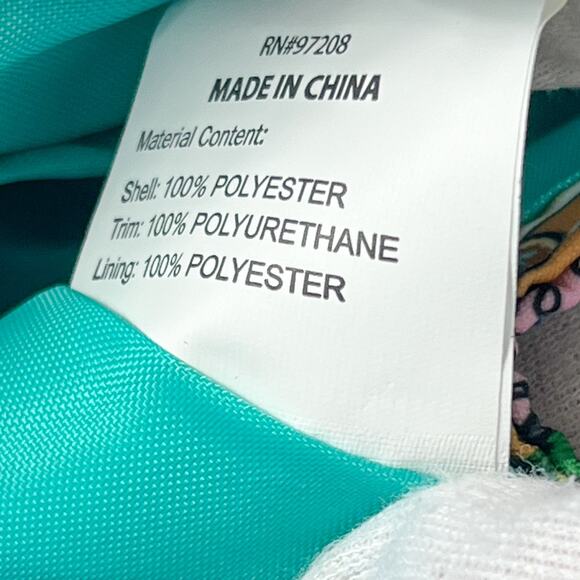 RN#97208
MADE IN CHINA
Material Content:
Shell: 100% POLYESTER
Trim: 100% POLYURETHANE
Lining: 100% POLYESTER